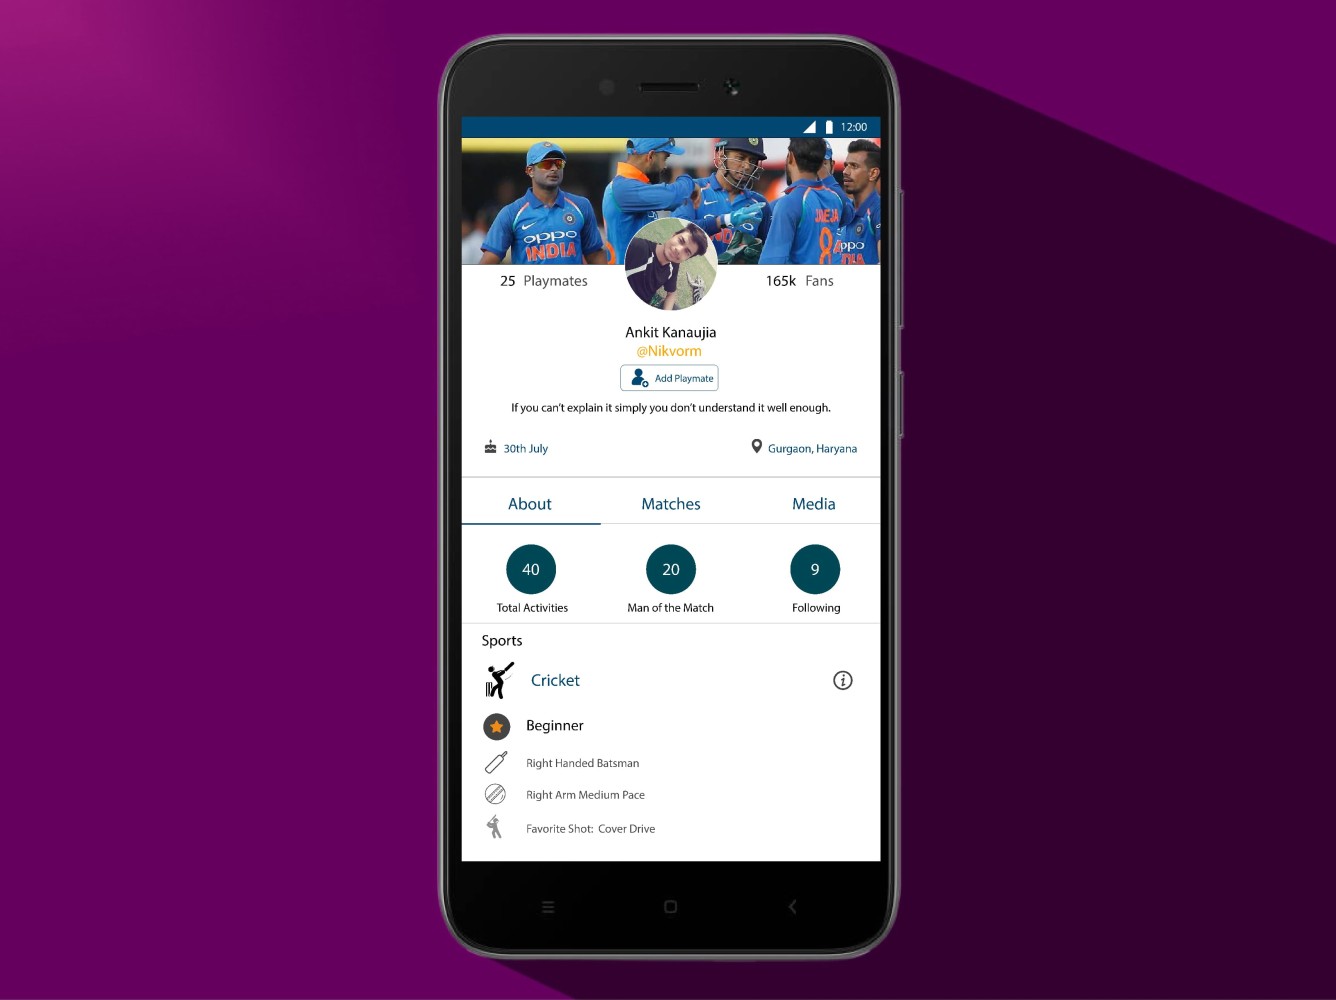 12:00
oppo
INDIA
8
oppo
25 Playmates
165k Fans
Ankit Kanaujia
@Nikvorm
Add Playmate
If you can't explain it simply you don't understand it well enough.
30th July
Gurgaon, Haryana
About
Matches
Media
40
20
9
Total Activities
Man of the Match
Following
Sports
Cricket
i
Beginner
Right Handed Batsman
Right Arm Medium Pace
Favorite Shot: Cover Drive